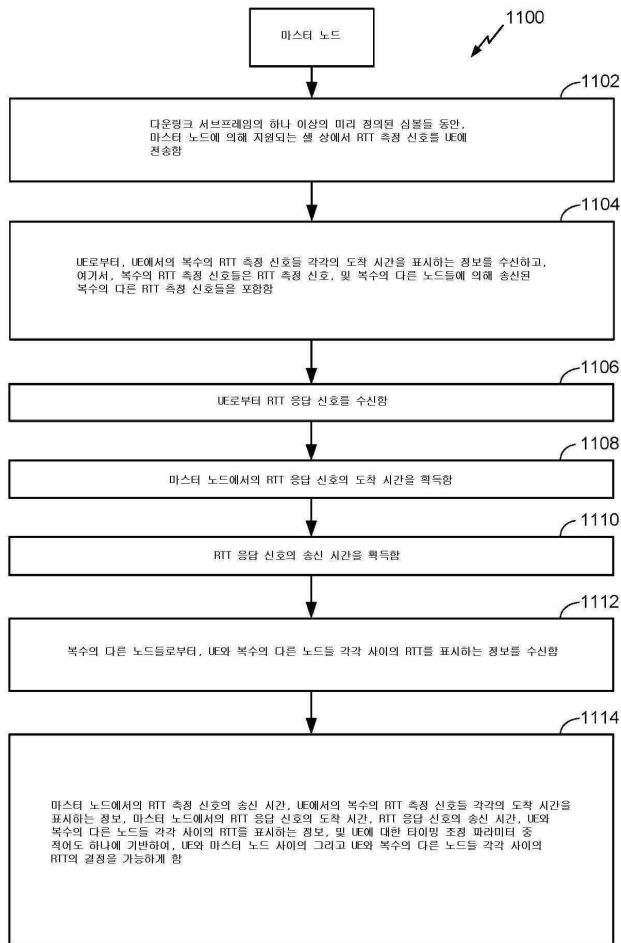 마스터 노드
1100
1102
다운링크 서브프레임의 하나 이상의 미리 정의된 심볼들 동안,
마스터 노드에 의해 지원되는 셀 상에서 RTT 측정 신호를 UE에
전송함
1104
UE로부터, UE에서의 복수의 RTT 측정 신호들 각각의 도착 시간을 표시하는 정보를 수신하고,
여기서, 복수의 RTT 측정 신호들은 RTT 측정 신호, 및 복수의 다른 노드들에 의해 송신된
복수의 다른 RTT 측정 신호들을 포함함
1106
UE로부터 RTT 응답 신호를 수신함
1108
마스터 노드에서의 RTT 응답 신호의 도착 시간을 획득함
1110
RTT 응답 신호의 송신 시간을 획득함
1112
복수의 다른 노드들로부터, UE와 복수의 다른 노드들 각각 사이의 RTT를 표시하는 정보를 수신함
1114
마스터 노드에서의 RTT 측정 신호의 송신 시간, UE에서의 복수의 RTT 측정 신호들 각각의 도착 시간을
표시하는 정보, 마스터 노드에서의 RTT 응답 신호의 도착 시간, RTT 응답 신호의 송신 시간, UE와
복수의 다른 노드들 각각 사이의 RTT를 표시하는 정보, 및 UE에 대한 타이밍 조정 파라미터 중
적어도 하나에 기반하여, UE와 마스터 노드 사이의 그리고 UE와 복수의 다른 노드들 각각 사이의
RTT의 결정을 가능하게 함